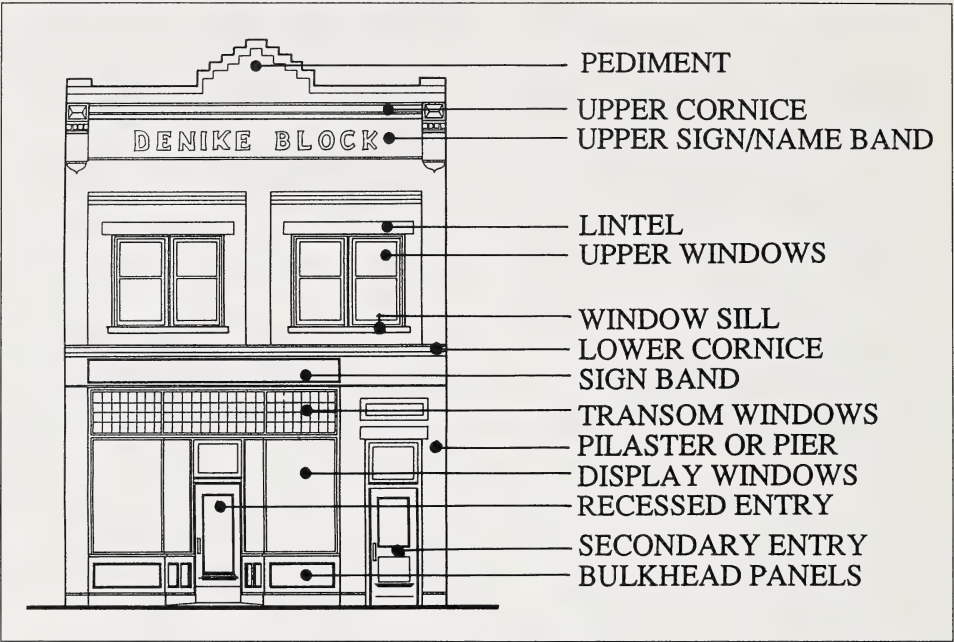 PEDIMENT
UPPER CORNICE
DENIKE BLOCK
UPPER SIGN/NAME BAND
LINTEL
UPPER WINDOWS
WINDOW SILL
LOWER CORNICE
SIGN BAND
TRANSOM WINDOWS
PILASTER OR PIER
DISPLAY WINDOWS
RECESSED ENTRY
SECONDARY ENTRY
BULKHEAD PANELS